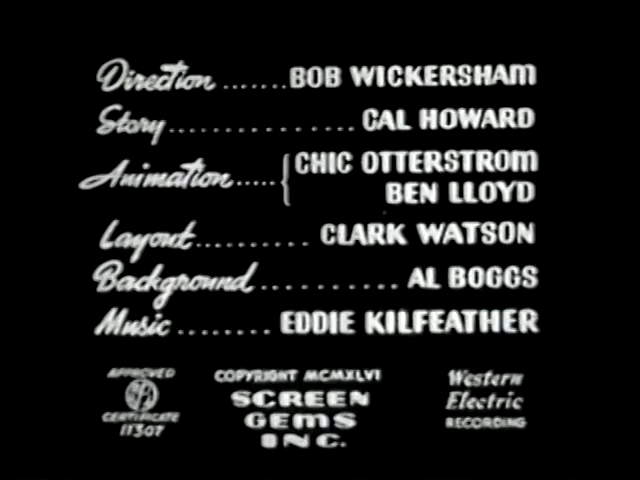 Direction.......BOB WICKERSHAM
Story................CAL HOWARD
Animation.....{CHIC OTTERSTROM
BEN LLOYD
Layout..........CLARK WATSON
Background...........AL BOGGS
Music........EDDIE KILFEATHER
APPROVED
CERTIFICATE
11307
COPYRIGHT MCMXLVI
SCREEN
GEMS
INC.
Western
Electric
RECORDING